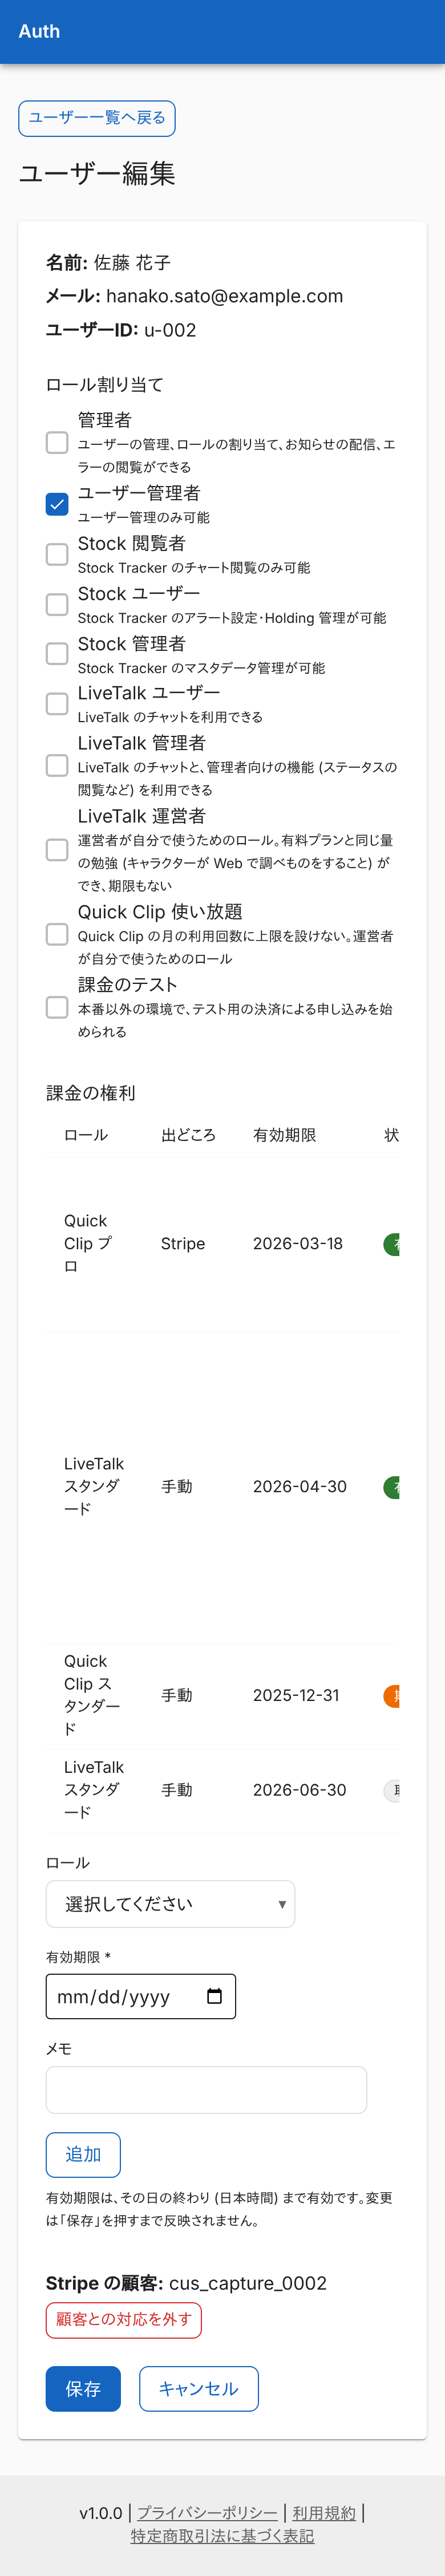 Auth
ユーザー一覧へ戻る
ユーザー編集
名前: 佐藤 花子
メール: hanako.sato@example.com
ユーザーID: u-002
ロール割り当て
管理者
ユーザーの管理、ロールの割り当て、お知らせの配信、エ
ラーの閲覧ができる
ユーザー管理者
ユーザー管理のみ可能
Stock 閲覧者
Stock Tracker のチャート閲覧のみ可能
Stock ユーザー
Stock Tracker のアラート設定・Holding 管理が可能
Stock 管理者
Stock Tracker のマスタデータ管理が可能
LiveTalk ユーザー
LiveTalk のチャットを利用できる
LiveTalk 管理者
LiveTalk のチャットと、管理者向けの機能 (ステータスの
閲覧など) を利用できる
LiveTalk 運営者
運営者が自分で使うためのロール。有料プランと同じ量
の勉強 (キャラクターが Web で調べものをすること) が
でき、期限もない
Quick Clip 使い放題
Quick Clip の月の利用回数に上限を設けない。運営者
が自分で使うためのロール
課金のテスト
本番以外の環境で、テスト用の決済による申し込みを始
められる
課金の権利
ロール 出どころ 有効期限 状
Quick
Clip プ
ロ
Stripe 2026-03-18
LiveTalk
スタンダ
ード
手動 2026-04-30
Quick
Clip ス
タンダー
ド
手動 2025-12-31
LiveTalk
スタンダ
ード
手動 2026-06-30
ロール
選択してください
有効期限 *
mm/dd/yyyy
メモ
追加
有効期限は、その日の終わり (日本時間) まで有効です。変更
は「保存」を押すまで反映されません。
Stripe の顧客: cus_capture_0002
顧客との対応を外す
保存 キャンセル
v1.0.0 | プライバシーポリシー | 利用規約 |
特定商取引法に基づく表記